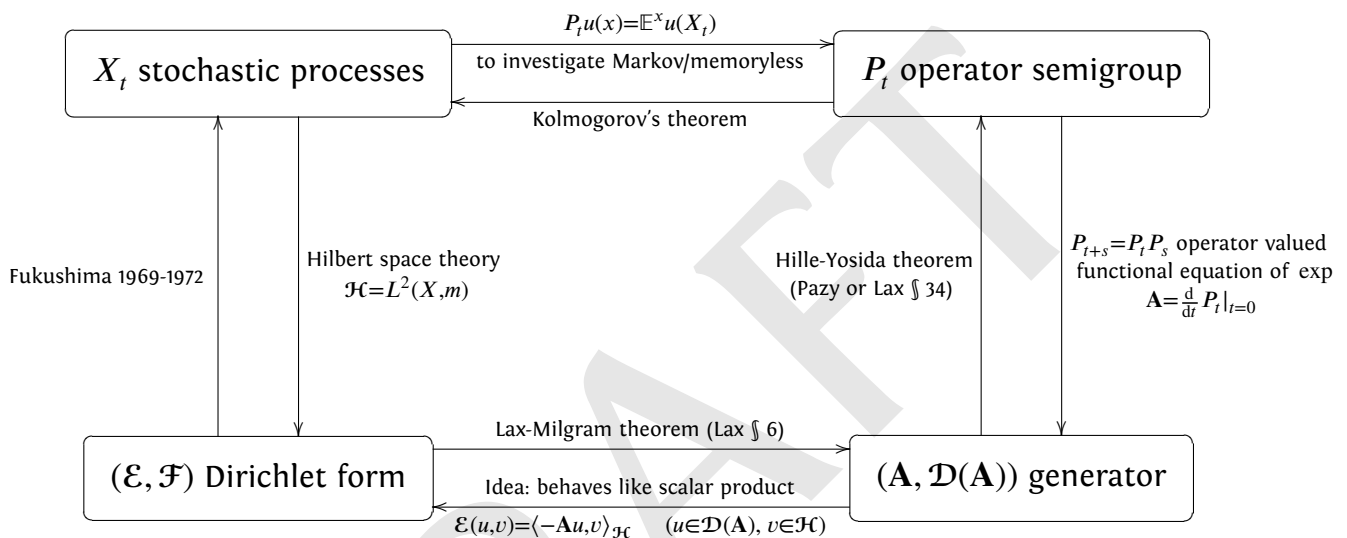 P_t u(x)=𝔼^x u(X_t)
X_t stochastic processes
to investigate Markov/memoryless
P_t operator semigroup
Kolmogorov's theorem
Fukushima 1969-1972
Hilbert space theory
ℋ=L^2(X,m)
Hille-Yosida theorem
(Pazy or Lax § 34)
P_{t+s}=P_t P_s operator valued
functional equation of exp
A=d/dt P_t|_{t=0}
Lax-Milgram theorem (Lax § 6)
(ℰ, ℱ) Dirichlet form
(A, 𝒟(A)) generator
Idea: behaves like scalar product
ℰ(u,v)=⟨−Au,v⟩_ℋ (u∈𝒟(A), v∈ℋ)
DRAFT